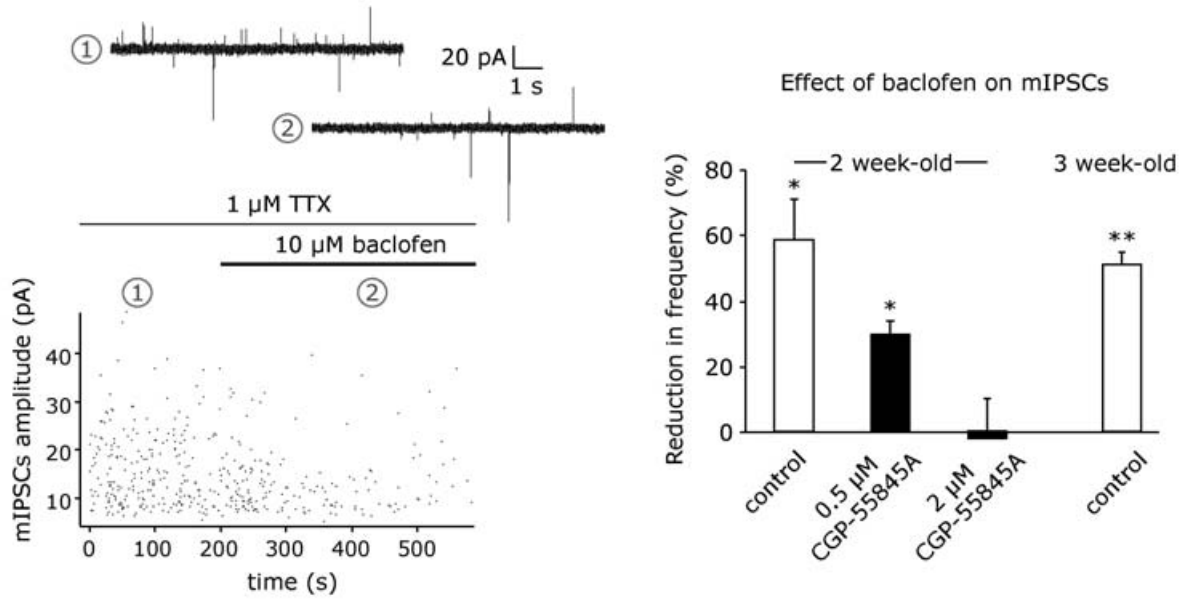 ①
20 pA
1 s
②
1 µM TTX
10 µM baclofen
① ②
mIPSCs amplitude (pA)
40
30
20
10
0 100 200 300 400 500
time (s)
Effect of baclofen on mIPSCs
2 week-old 3 week-old
Reduction in frequency (%)
80
60
40
20
0
*
*
**
control
0.5 µM
CGP-55845A
2 µM
CGP-55845A
control